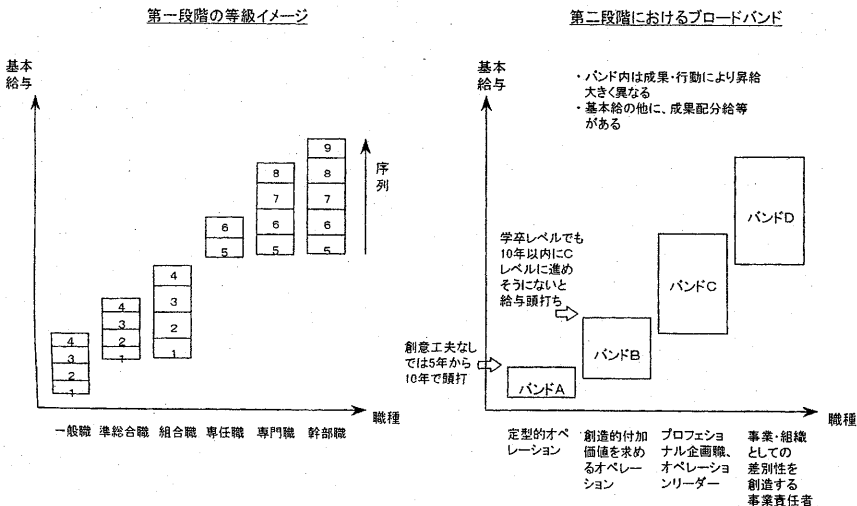 第一段階の等級イメージ
基本
給与
4
3
2
1
4
3
2
1
4
3
2
1
6
5
8
7
6
5
9
8
7
6
5
序
列
職種
一般職
準総合職
組合職
専任職
専門職
幹部職
第二段階におけるブロードバンド
基本
給与
・バンド内は成果・行動により昇給
大きく異なる
・基本給の他に、成果配分給等
がある
学卒レベルでも
10年以内にC
レベルに進め
そうにないと
給与頭打ち
創意工夫なし
では5年から
10年で頭打
バンドA
バンドB
バンドC
バンドD
職種
定型的オペ
レーション
創造的付加
価値を求め
るオペレー
ション
プロフェショ
ナル企画職、
オペレーショ
ンリーダー
事業・組織
としての
差別性を
創造する
事業責任者